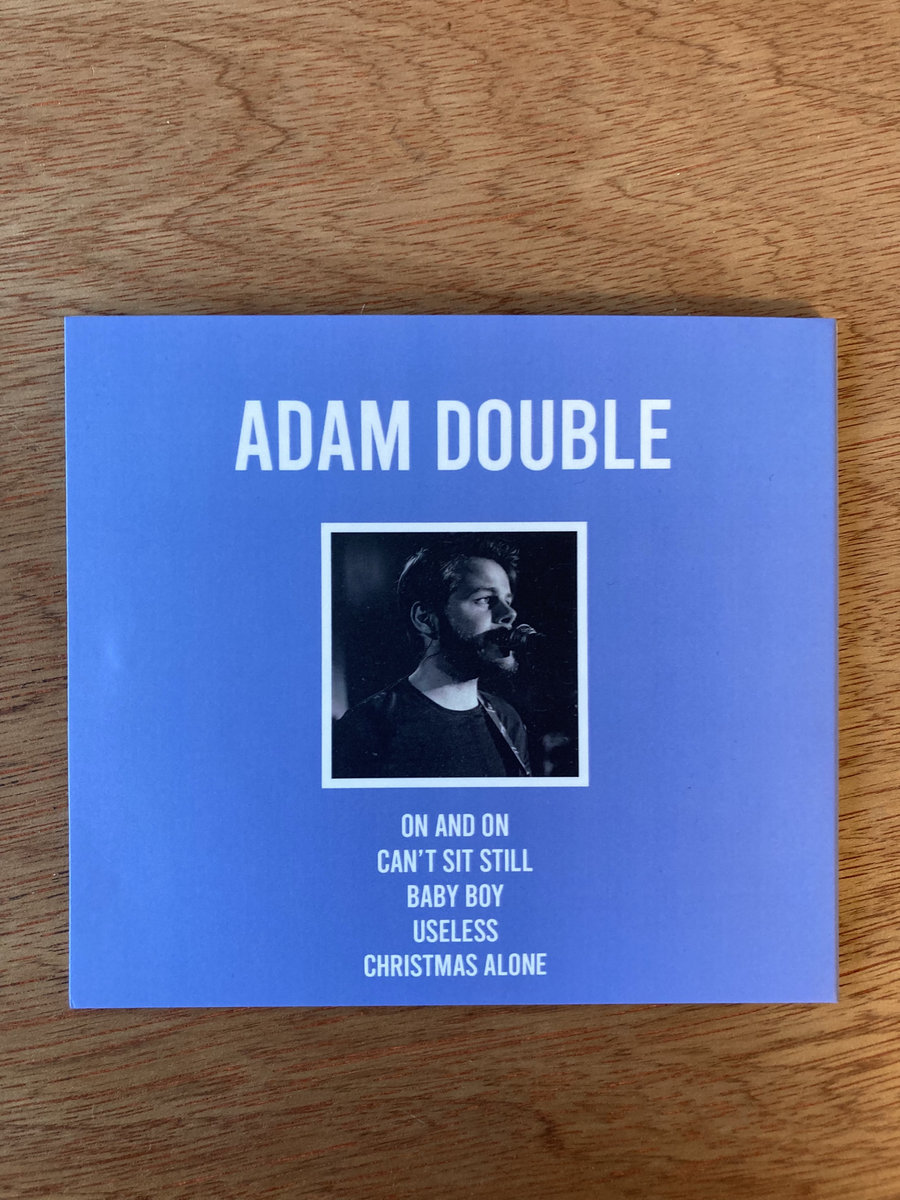 ADAM DOUBLE
ON AND ON
CAN'T SIT STILL
BABY BOY
USELESS
CHRISTMAS ALONE